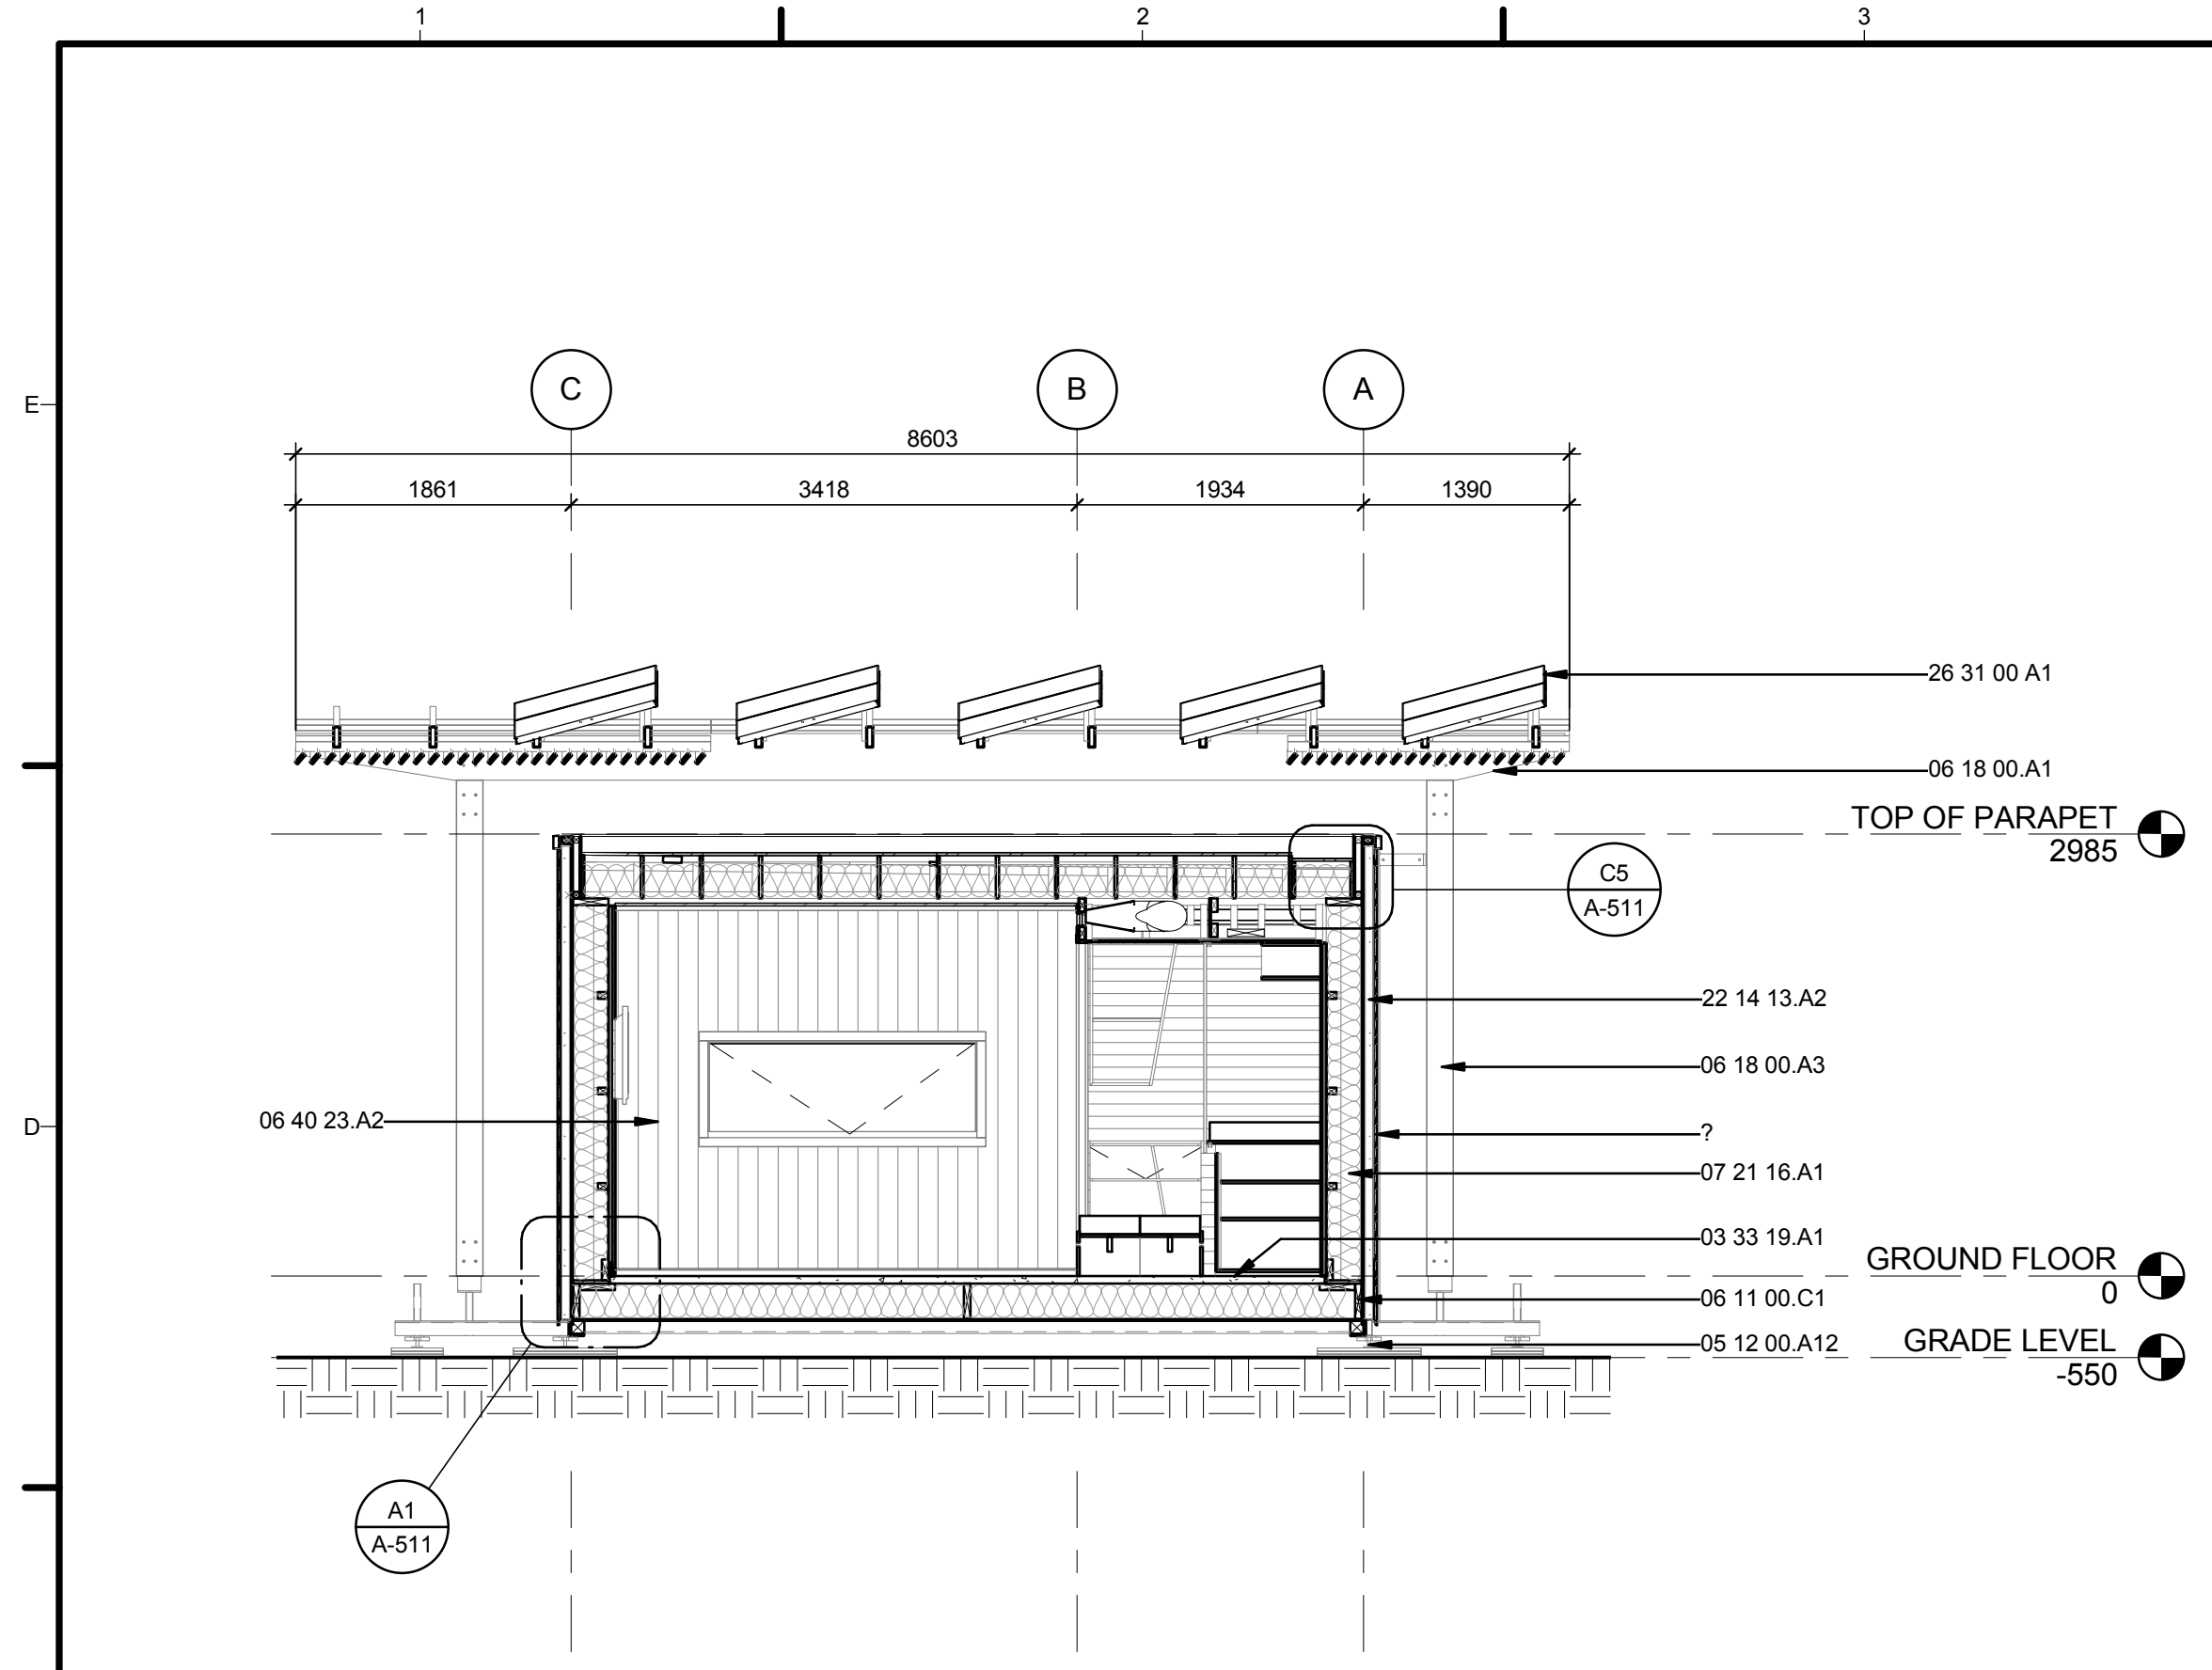 1
2
3
E
C
B
A
8603
1861
3418
1934
1390
26 31 00 A1
06 18 00.A1
TOP OF PARAPET
2985
C5
A-511
22 14 13.A2
06 18 00.A3
06 40 23.A2
D
?
07 21 16.A1
03 33 19.A1
GROUND FLOOR
0
06 11 00.C1
05 12 00.A12
GRADE LEVEL
-550
A1
A-511